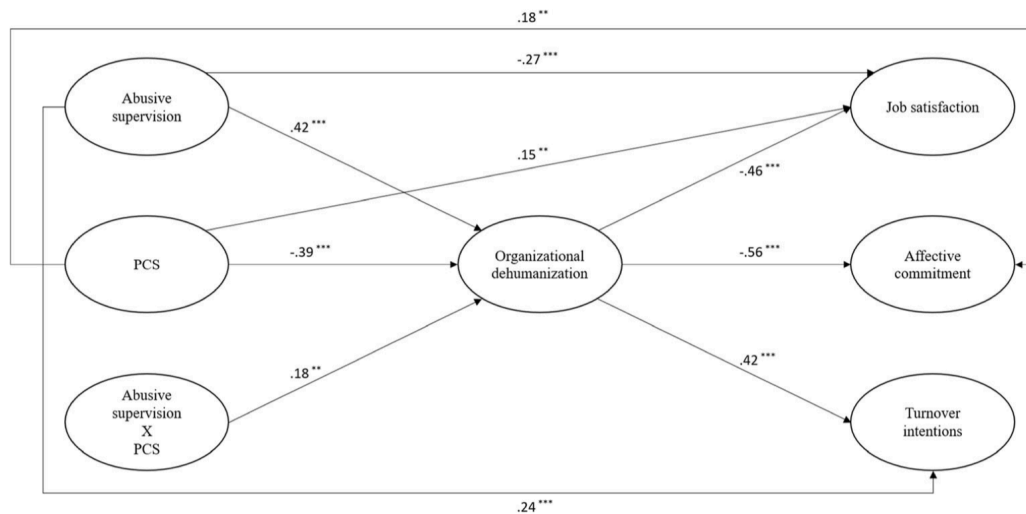 .18 **
-.27 ***
Abusive
supervision
Job satisfaction
.42 ***
.15 **
-.46 ***
PCS
-.39 ***
Organizational
dehumanization
-.56 ***
Affective
commitment
.18 **
.42 ***
Abusive
supervision
X
PCS
Turnover
intentions
.24 ***